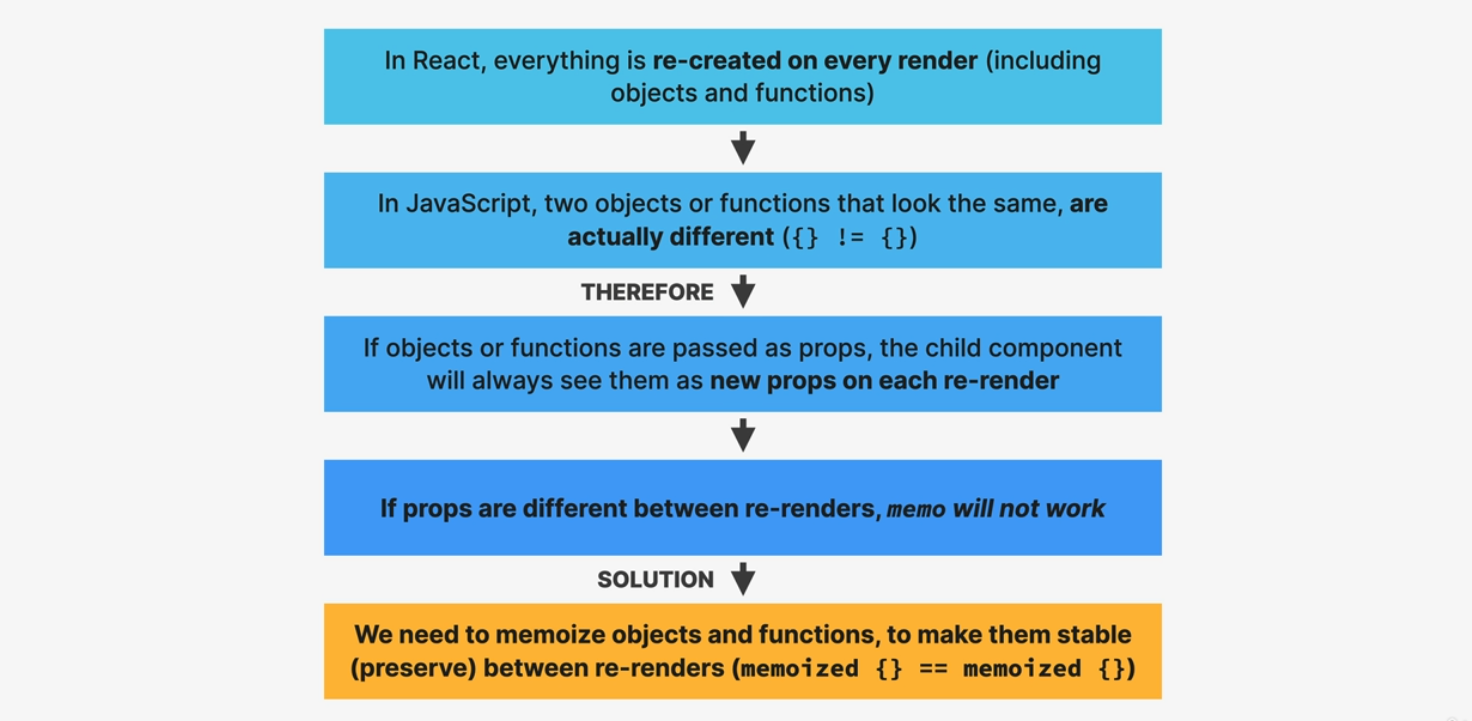 In React, everything is re-created on every render (including
objects and functions)
In JavaScript, two objects or functions that look the same, are
actually different ({} != {})
THEREFORE
If objects or functions are passed as props, the child component
will always see them as new props on each re-render
If props are different between re-renders, memo will not work
SOLUTION
We need to memoize objects and functions, to make them stable
(preserve) between re-renders (memoized {} == memoized {})